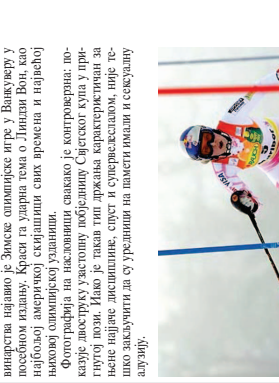 винарства најавио је Зимске олимпијске игре у Ванкуверу у
посебном издању. Краси га ударна тема о Линдзи Вон, као
најбољој америчкој скијашици свих времена и највећој
њиховој олимпијској узданици.
Фотографија на насловници свакако је контроверзна: по-
казује двоструку узастопну побједницу Свјетског купа у при-
гнутој пози. Иако је такав тип држања карактеристичан за
њене најјаче дисциплине, спуст и супервелеслалом, није те-
шко закључити да су уредници на памети имали и сексуалну
алузију.
VISA